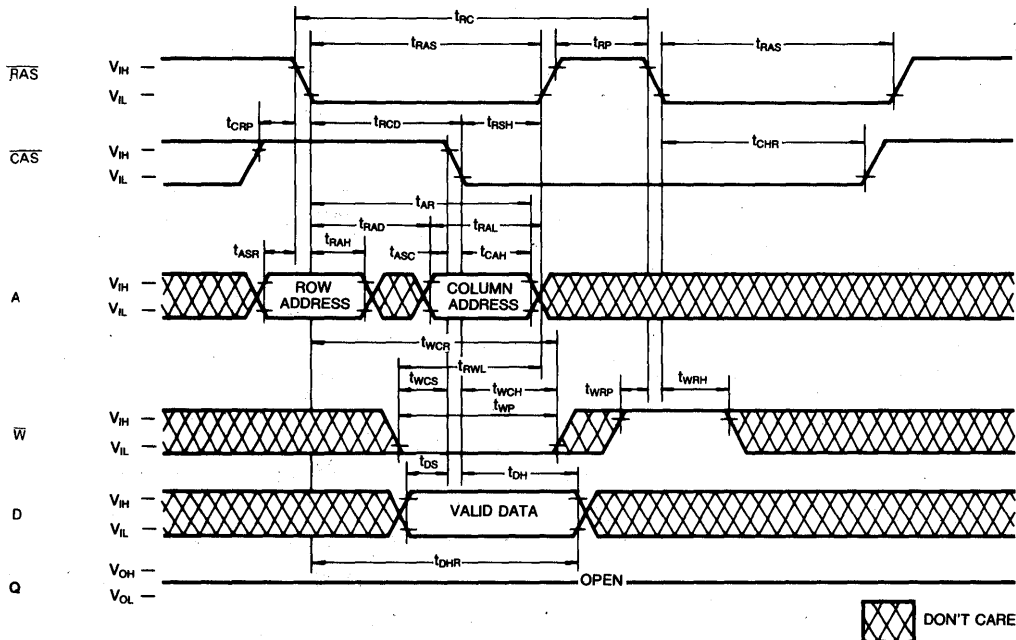 tRC
tRAS tRP tRAS
RAS VIH
VIL
tCRP tRCD tRSH
CAS VIH tCHR
VIL
tAR
tRAD tRAL
tASR tRAH tASC tCAH
A VIH ROW ADDRESS COLUMN ADDRESS
VIL
tWCR
tRWL
tWCS tWCH tWRP tWRH
tWP
W VIH
VIL
tDS tDH
D VIH VALID DATA
VIL
tDHR
Q VOH OPEN
VOL
DON'T CARE